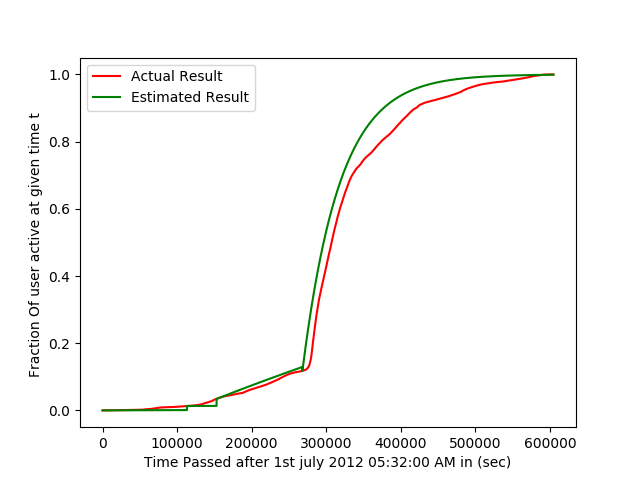 Actual Result
Estimated Result
Fraction Of user active at given time t
1.0
0.8
0.6
0.4
0.2
0.0
0 100000 200000 300000 400000 500000 600000
Time Passed after 1st july 2012 05:32:00 AM in (sec)